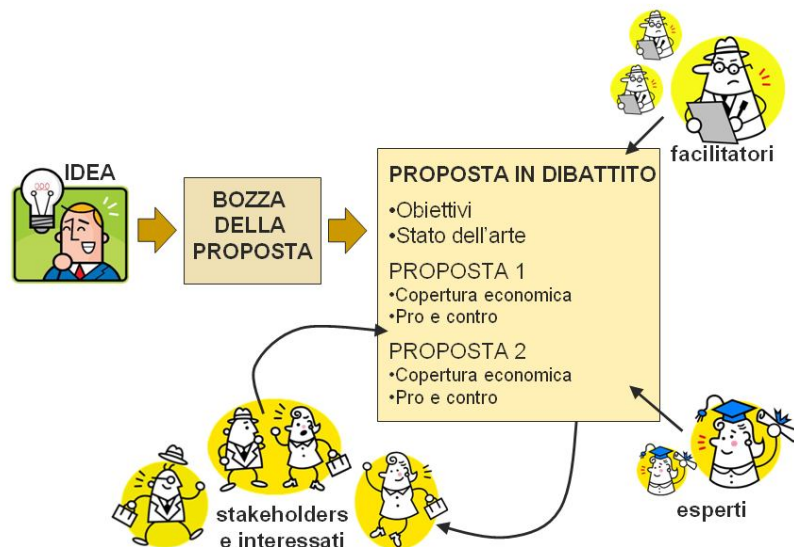 IDEA
BOZZA
DELLA
PROPOSTA
PROPOSTA IN DIBATTITO
•Obiettivi
•Stato dell'arte
PROPOSTA 1
•Copertura economica
•Pro e contro
PROPOSTA 2
•Copertura economica
•Pro e contro
facilitatori
esperti
stakeholders
e interessati